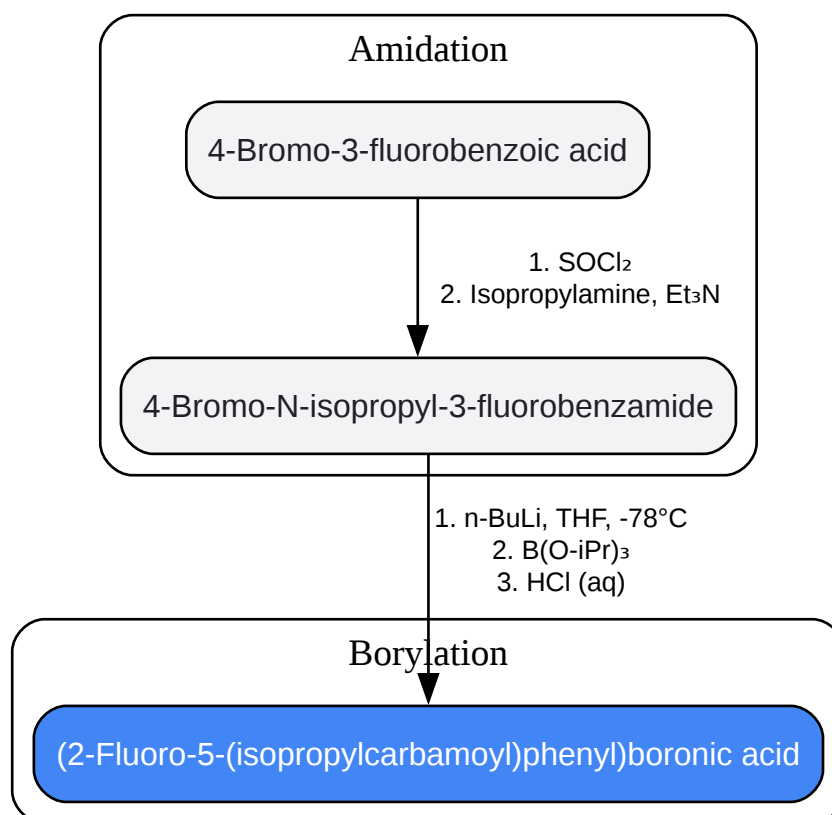 Amidation
4-Bromo-3-fluorobenzoic acid
1. SOCl₂
2. Isopropylamine, Et₃N
4-Bromo-N-isopropyl-3-fluorobenzamide
1. n-BuLi, THF, -78°C
2. B(O-iPr)₃
3. HCl (aq)
Borylation
(2-Fluoro-5-(isopropylcarbamoyl)phenyl)boronic acid